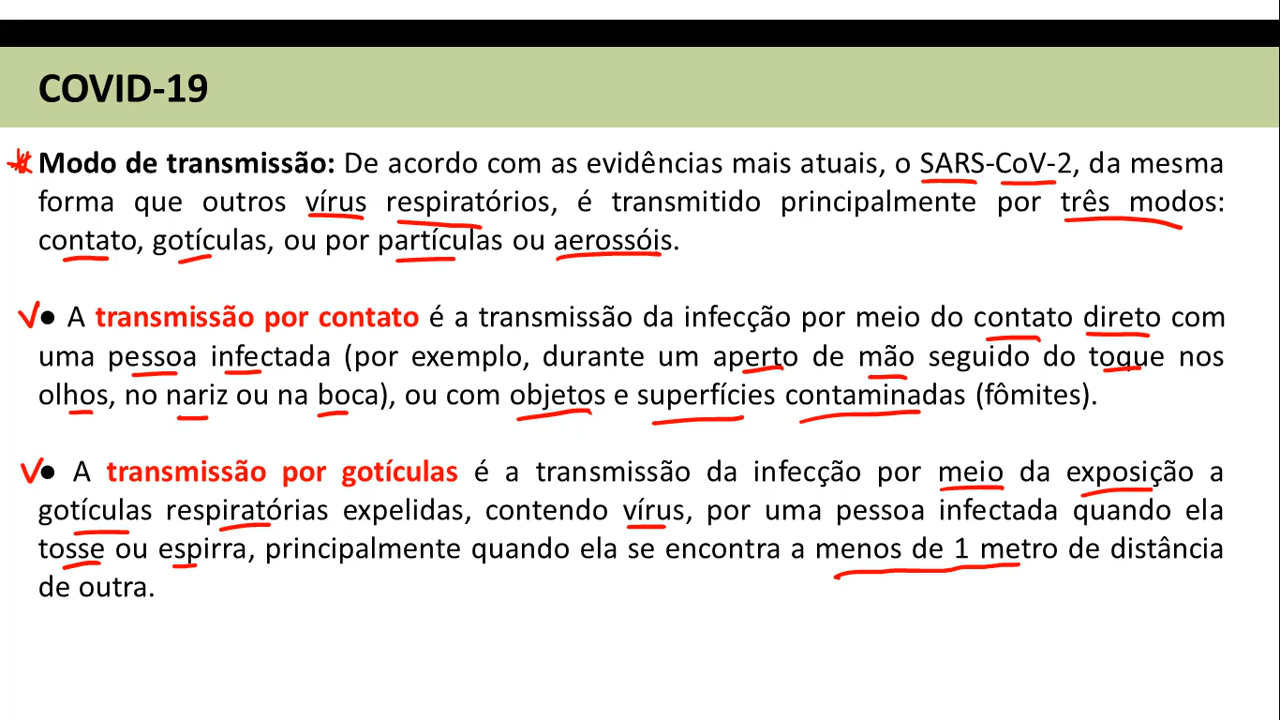 COVID-19
Modo de transmissão: De acordo com as evidências mais atuais, o SARS-CoV-2, da mesma
forma que outros vírus respiratórios, é transmitido principalmente por três modos:
contato, gotículas, ou por partículas ou aerossóis.
● A transmissão por contato é a transmissão da infecção por meio do contato direto com
uma pessoa infectada (por exemplo, durante um aperto de mão seguido do toque nos
olhos, no nariz ou na boca), ou com objetos e superfícies contaminadas (fômites).
● A transmissão por gotículas é a transmissão da infecção por meio da exposição a
gotículas respiratórias expelidas, contendo vírus, por uma pessoa infectada quando ela
tosse ou espirra, principalmente quando ela se encontra a menos de 1 metro de distância
de outra.